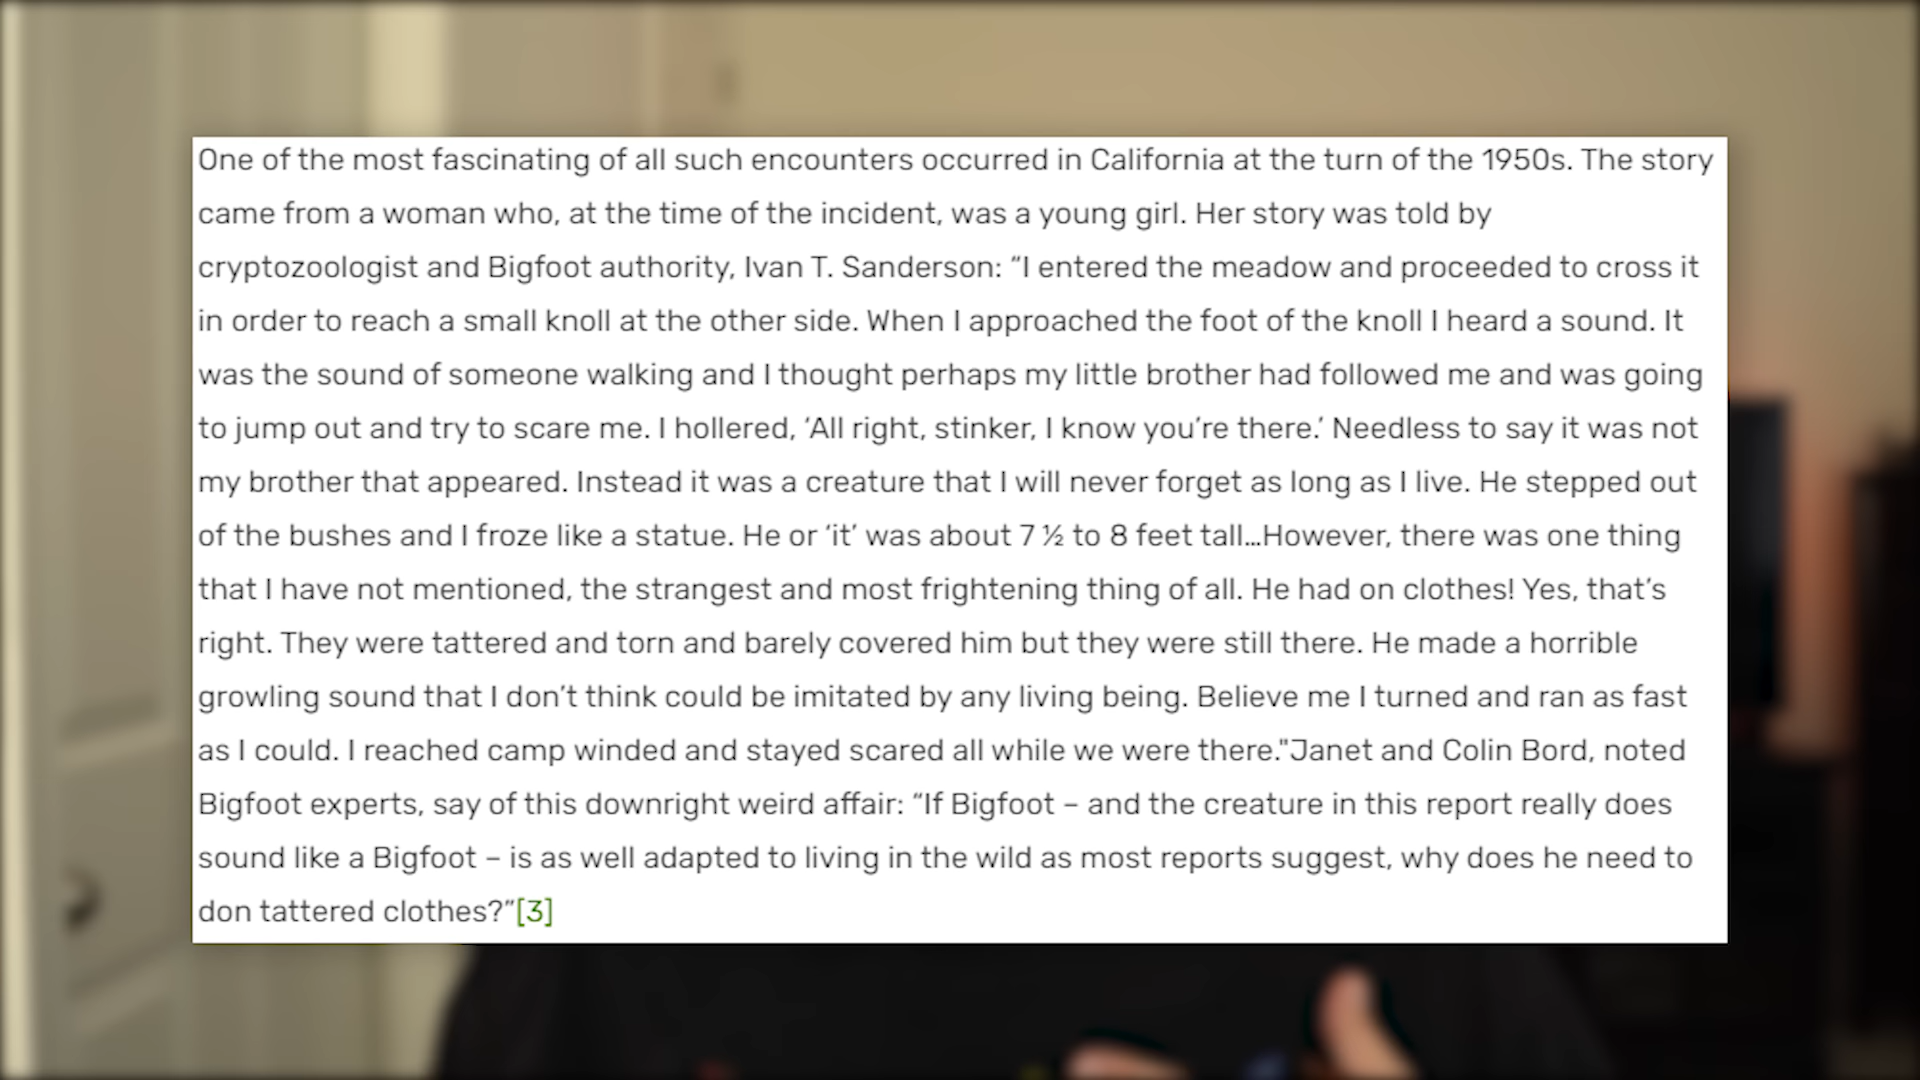 One of the most fascinating of all such encounters occurred in California at the turn of the 1950s. The story
came from a woman who, at the time of the incident, was a young girl. Her story was told by
cryptozoologist and Bigfoot authority, Ivan T. Sanderson: “I entered the meadow and proceeded to cross it
in order to reach a small knoll at the other side. When I approached the foot of the knoll I heard a sound. It
was the sound of someone walking and I thought perhaps my little brother had followed me and was going
to jump out and try to scare me. I hollered, ‘All right, stinker, I know you’re there.’ Needless to say it was not
my brother that appeared. Instead it was a creature that I will never forget as long as I live. He stepped out
of the bushes and I froze like a statue. He or ‘it’ was about 7 ½ to 8 feet tall…However, there was one thing
that I have not mentioned, the strangest and most frightening thing of all. He had on clothes! Yes, that’s
right. They were tattered and torn and barely covered him but they were still there. He made a horrible
growling sound that I don’t think could be imitated by any living being. Believe me I turned and ran as fast
as I could. I reached camp winded and stayed scared all while we were there."Janet and Colin Bord, noted
Bigfoot experts, say of this downright weird affair: “If Bigfoot – and the creature in this report really does
sound like a Bigfoot – is as well adapted to living in the wild as most reports suggest, why does he need to
don tattered clothes?”[3]